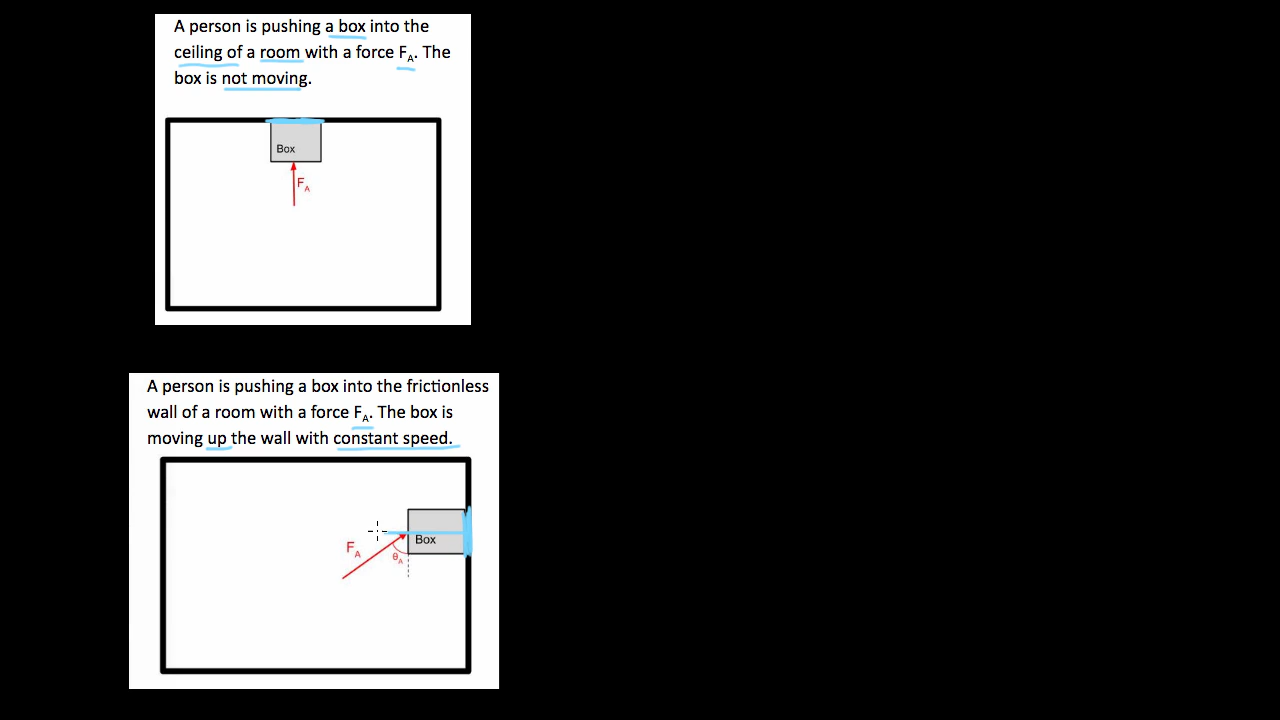 A person is pushing a box into the
ceiling of a room with a force FA. The
box is not moving.
Box
FA
A person is pushing a box into the frictionless
wall of a room with a force FA. The box is
moving up the wall with constant speed.
Box
FA
θA